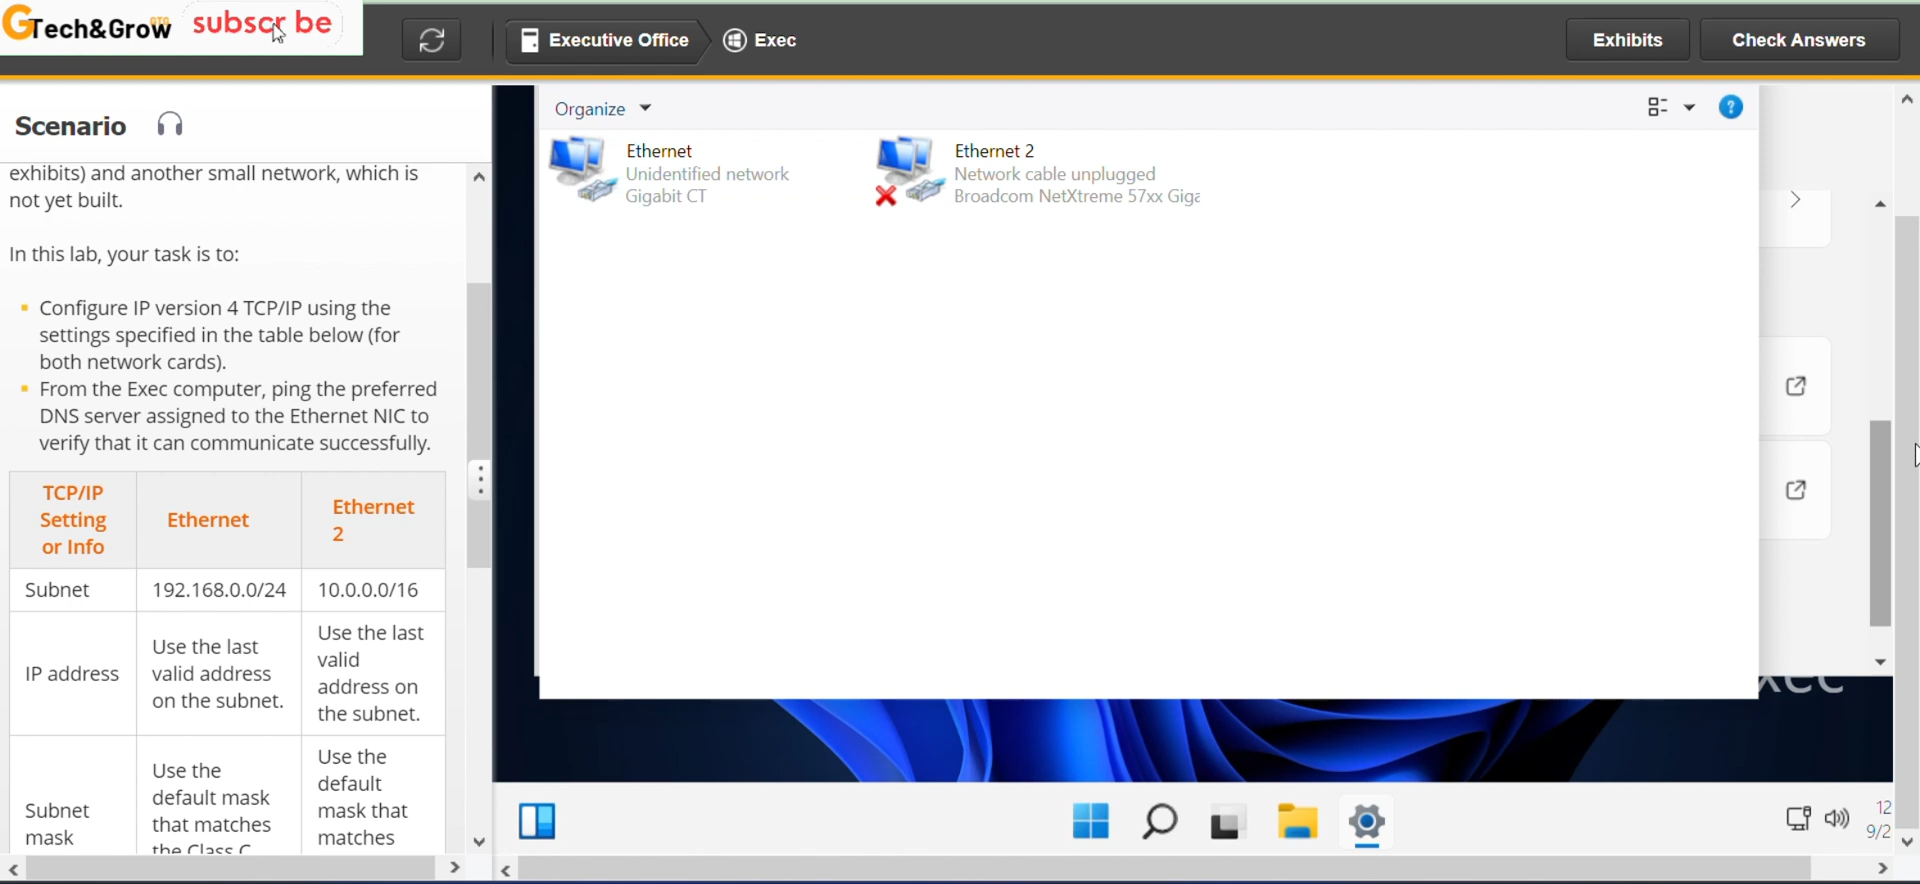 GTech&Grow
subscr be
Executive Office
Exec
Exhibits
Check Answers
Scenario
exhibits) and another small network, which is
not yet built.
In this lab, your task is to:
Configure IP version 4 TCP/IP using the
settings specified in the table below (for
both network cards).
From the Exec computer, ping the preferred
DNS server assigned to the Ethernet NIC to
verify that it can communicate successfully.
TCP/IP
Setting
or Info
Ethernet
Ethernet
2
Subnet
192.168.0.0/24
10.0.0.0/16
IP address
Use the last
valid address
on the subnet.
Use the last
valid
address on
the subnet.
Subnet
mask
Use the
default mask
that matches
the Class C
Use the
default
mask that
matches
Organize
Ethernet
Unidentified network
Gigabit CT
Ethernet 2
Network cable unplugged
Broadcom NetXtreme 57xx Giga
12
9/2